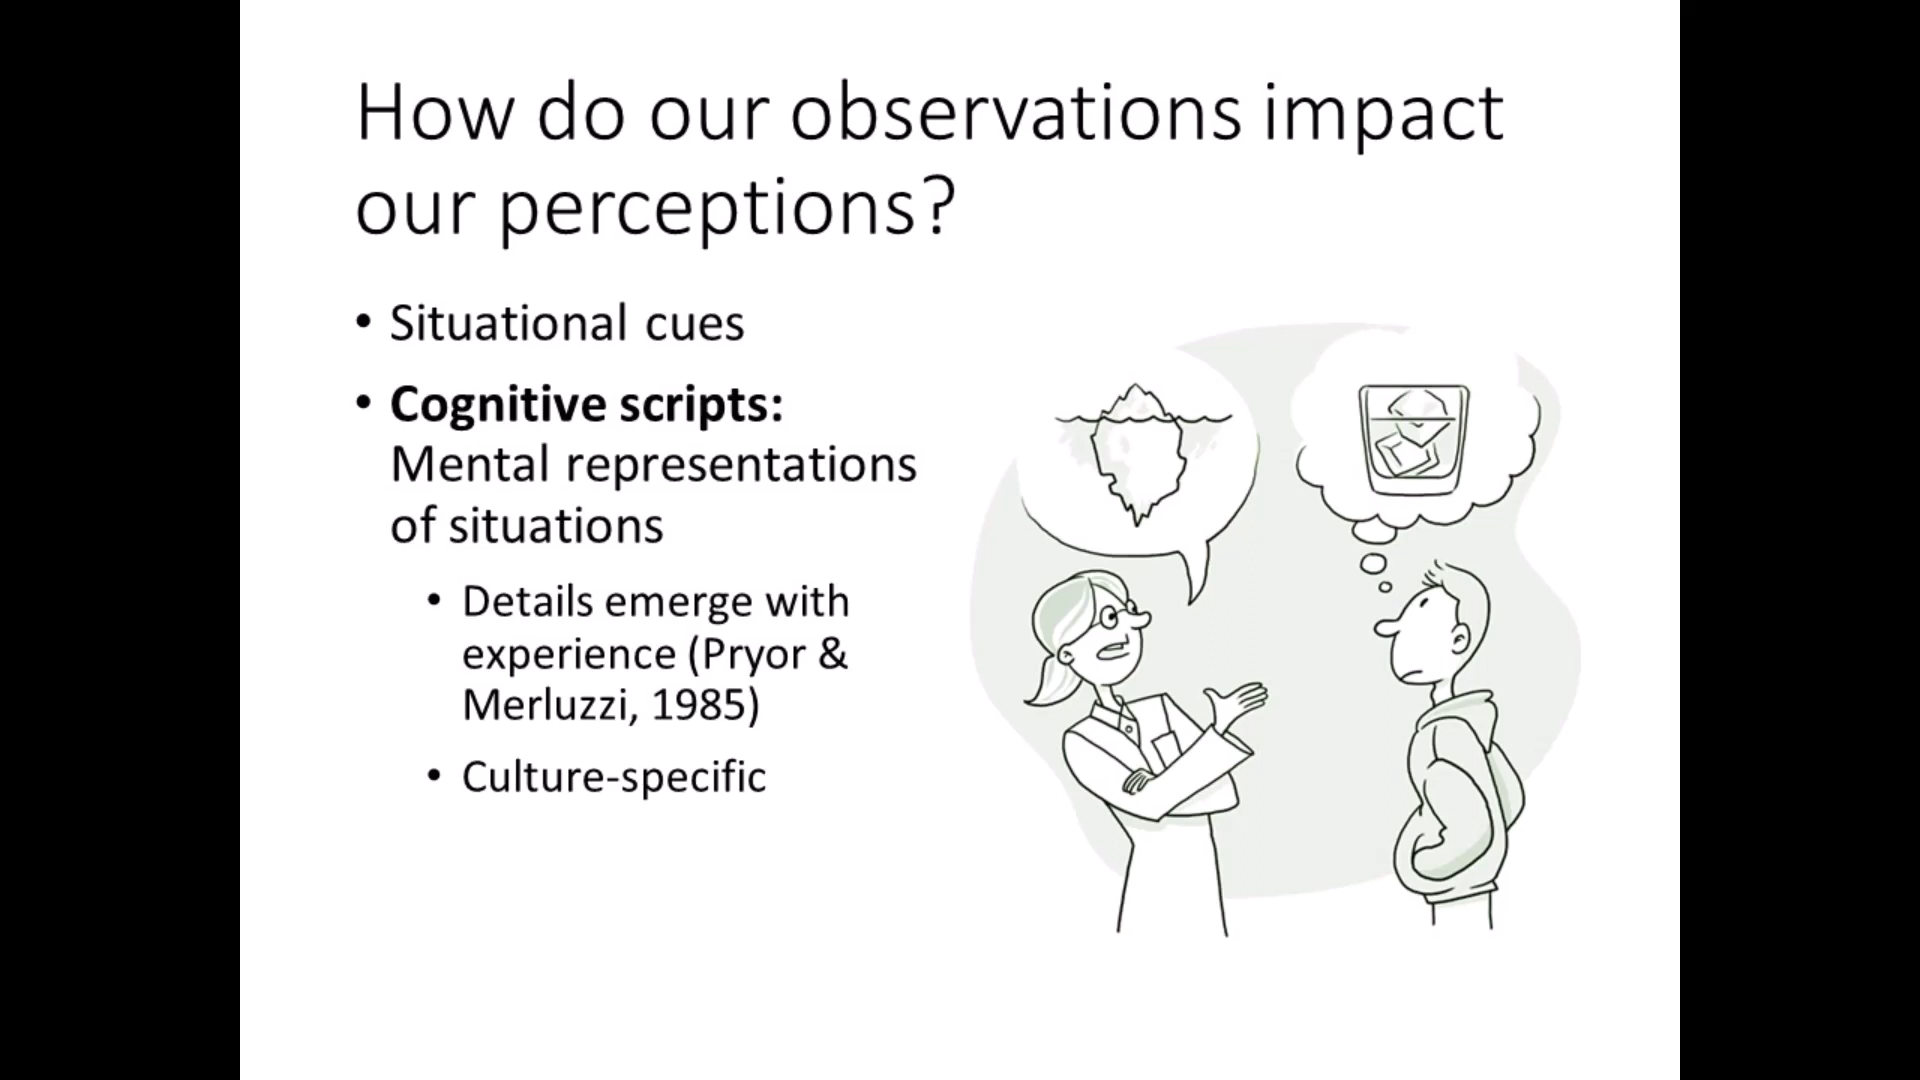 How do our observations impact
our perceptions?
• Situational cues
• Cognitive scripts:
Mental representations
of situations
• Details emerge with
experience (Pryor &
Merluzzi, 1985)
• Culture-specific